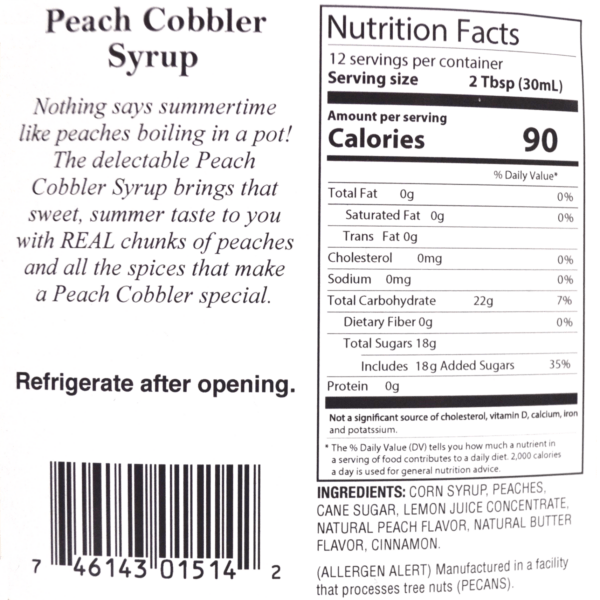 Peach Cobbler
Syrup
Nothing says summertime
like peaches boiling in a pot!
The delectable Peach
Cobbler Syrup brings that
sweet, summer taste to you
with REAL chunks of peaches
and all the spices that make
a Peach Cobbler special.
Refrigerate after opening.
7 46143 01514 2
Nutrition Facts
12 servings per container
Serving size 2 Tbsp (30mL)
Amount per serving
Calories 90
% Daily Value*
Total Fat 0g 0%
Saturated Fat 0g 0%
Trans Fat 0g
Cholesterol 0mg 0%
Sodium 0mg 0%
Total Carbohydrate 22g 7%
Dietary Fiber 0g 0%
Total Sugars 18g
Includes 18g Added Sugars 35%
Protein 0g
Not a significant source of cholesterol, vitamin D, calcium, iron
and potatssium.
* The % Daily Value (DV) tells you how much a nutrient in
a serving of food contributes to a daily diet. 2,000 calories
a day is used for general nutrition advice.
INGREDIENTS: CORN SYRUP, PEACHES,
CANE SUGAR, LEMON JUICE CONCENTRATE,
NATURAL PEACH FLAVOR, NATURAL BUTTER
FLAVOR, CINNAMON.
(ALLERGEN ALERT) Manufactured in a facility
that processes tree nuts (PECANS).